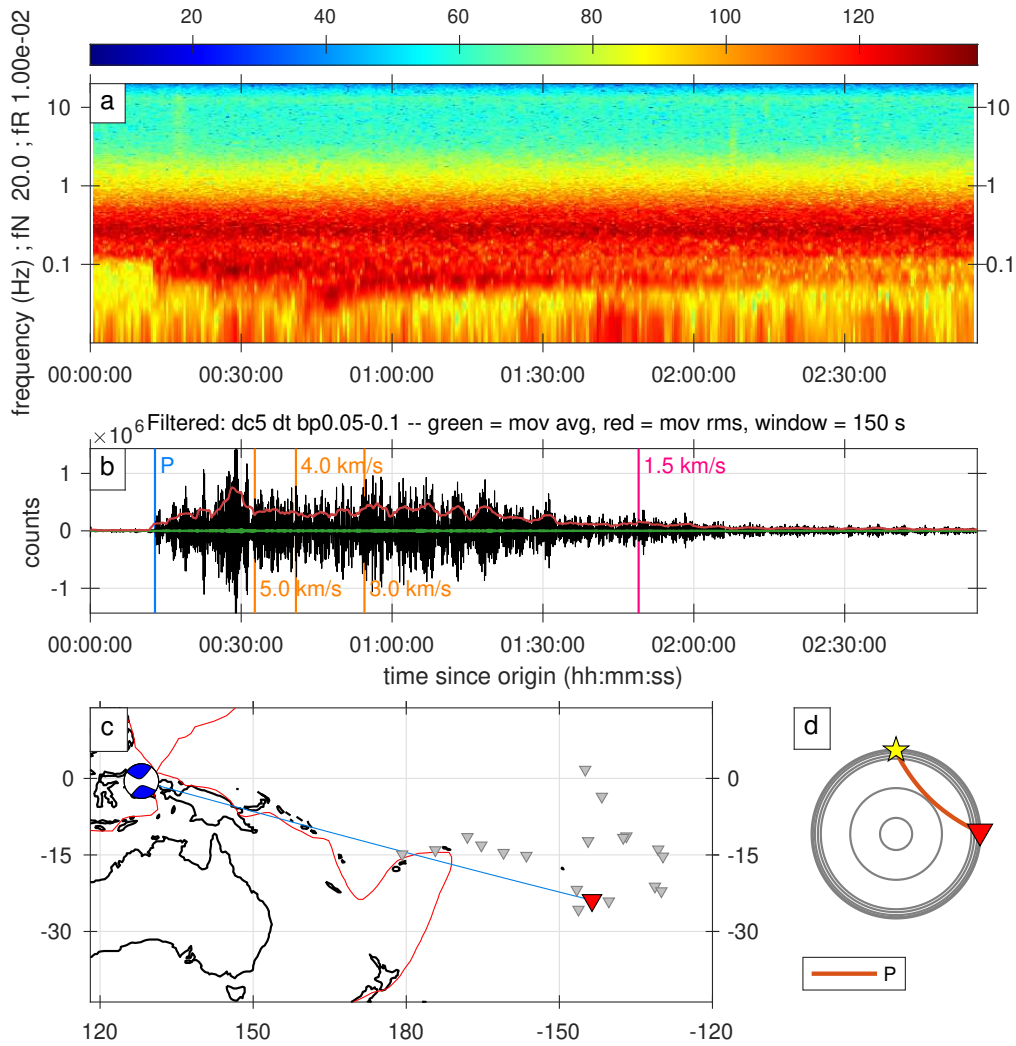 20 40 60 80 100 120
a
frequency (Hz) ; fN 20.0 ; fR 1.00e-02
10 10
1 1
0.1 0.1
00:00:00 00:30:00 01:00:00 01:30:00 02:00:00 02:30:00
Filtered: dc5 dt bp0.05-0.1 -- green = mov avg, red = mov rms, window = 150 s
×10^6
b
P 4.0 km/s 1.5 km/s
counts
1
0
-1
5.0 km/s 3.0 km/s
00:00:00 00:30:00 01:00:00 01:30:00 02:00:00 02:30:00
time since origin (hh:mm:ss)
c
d
0 0
-15 -15
-30 -30
P
120 150 180 -150 -120